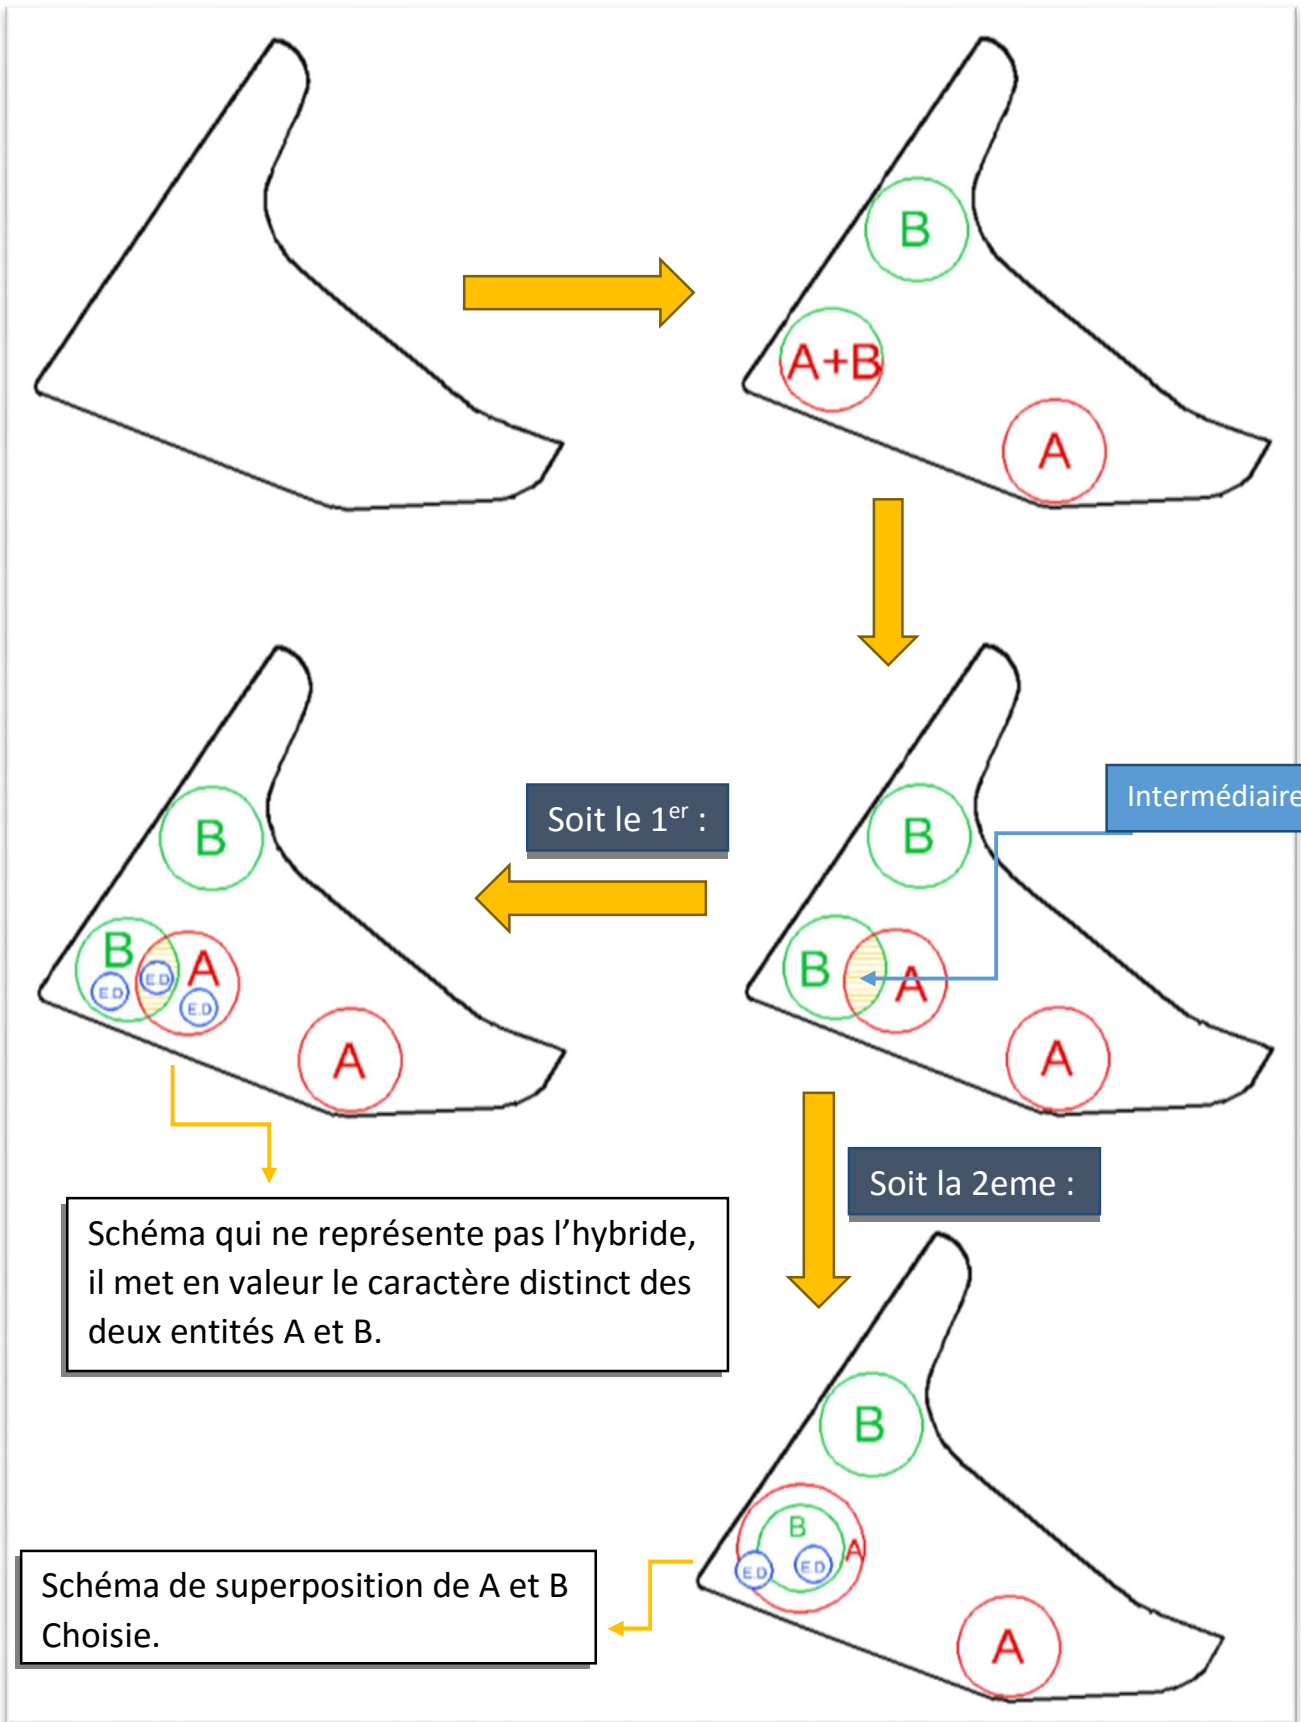 B
A+B
A
Intermédiaire
Soit le 1er :
B
B
A
E.D
E.D
E.D
A
B
B
A
A
Soit la 2eme :
Schéma qui ne représente pas l’hybride,
il met en valeur le caractère distinct des
deux entités A et B.
B
B
A
E.D
E.D
A
Schéma de superposition de A et B
Choisie.